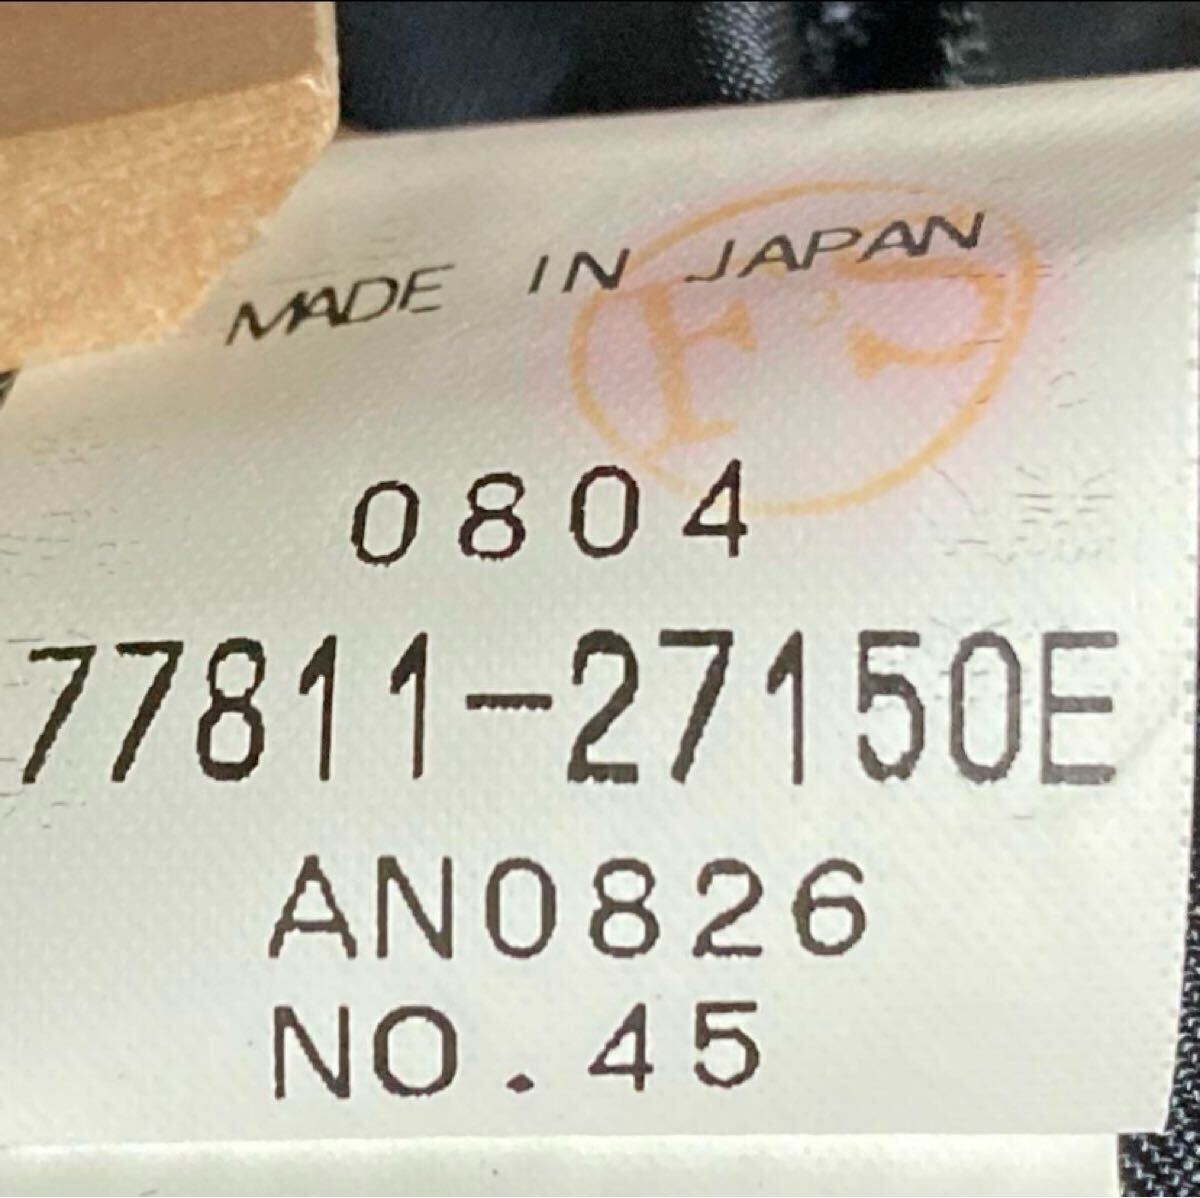 MADE IN JAPAN
0804
77811-27150E
AN0826
NO.45